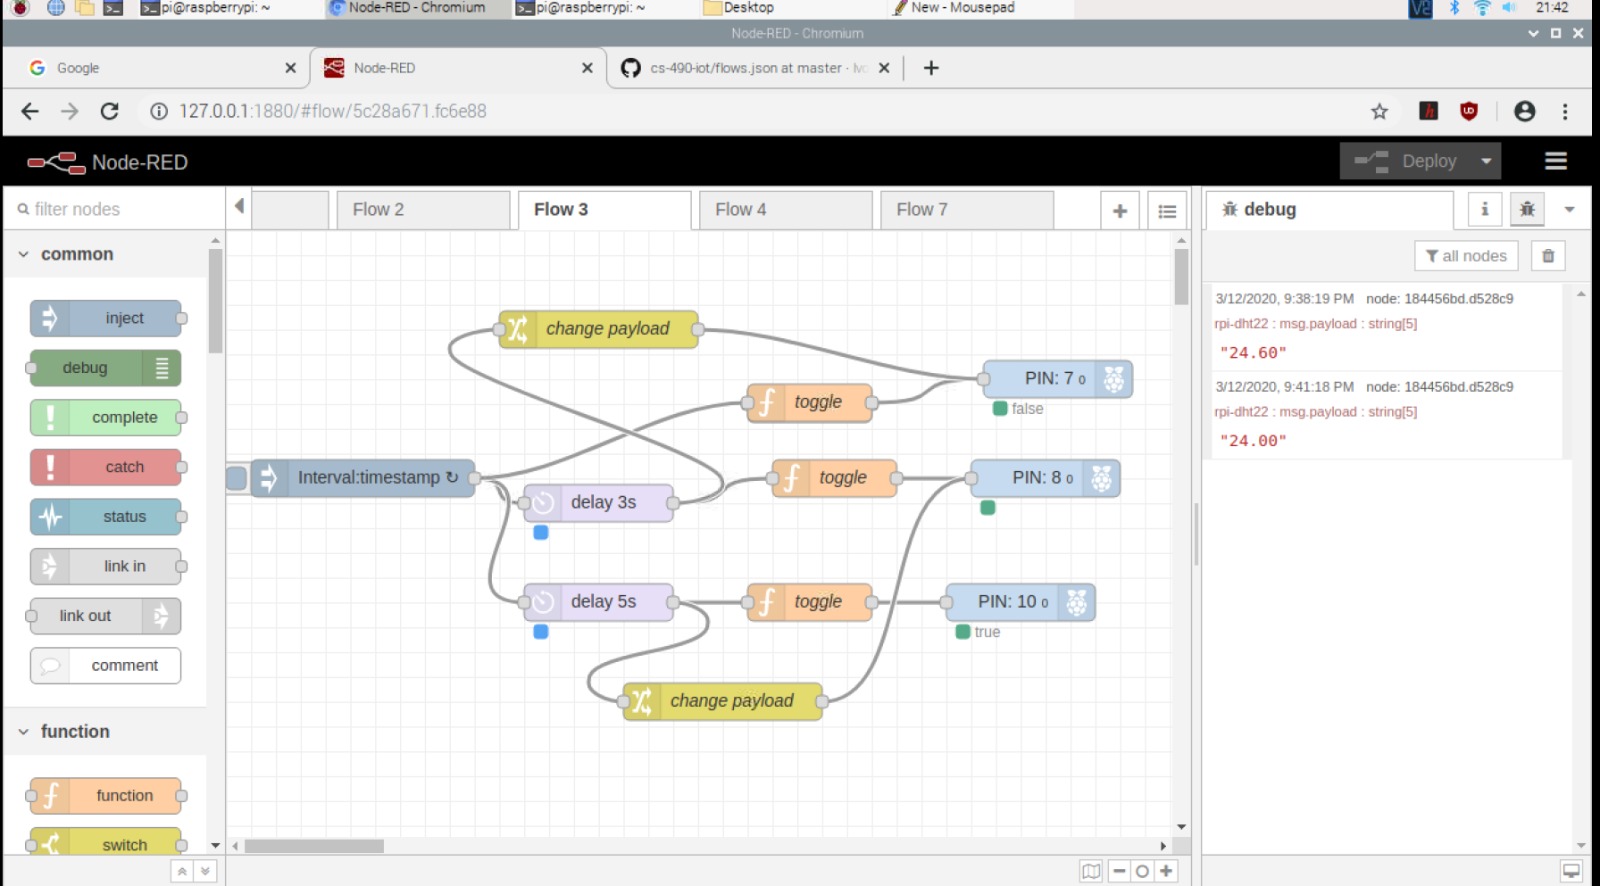 pi@raspberrypi: ~
Node-RED - Chromium
pi@raspberrypi: ~
Desktop
New - Mousepad
V2
21:42
Node-RED - Chromium
Google
Node-RED
cs-490-iot/flows.json at master ·
127.0.0.1:1880/#flow/5c28a671.fc6e88
Node-RED
Deploy
filter nodes
Flow 2
Flow 3
Flow 4
Flow 7
debug
all nodes
common
inject
debug
complete
catch
status
link in
link out
comment
function
function
switch
change payload
PIN: 7 0
false
toggle
Interval:timestamp ↻
toggle
PIN: 8 0
delay 3s
delay 5s
toggle
PIN: 10 0
true
change payload
3/12/2020, 9:38:19 PM node: 184456bd.d528c9
rpi-dht22 : msg.payload : string[5]
"24.60"
3/12/2020, 9:41:18 PM node: 184456bd.d528c9
rpi-dht22 : msg.payload : string[5]
"24.00"